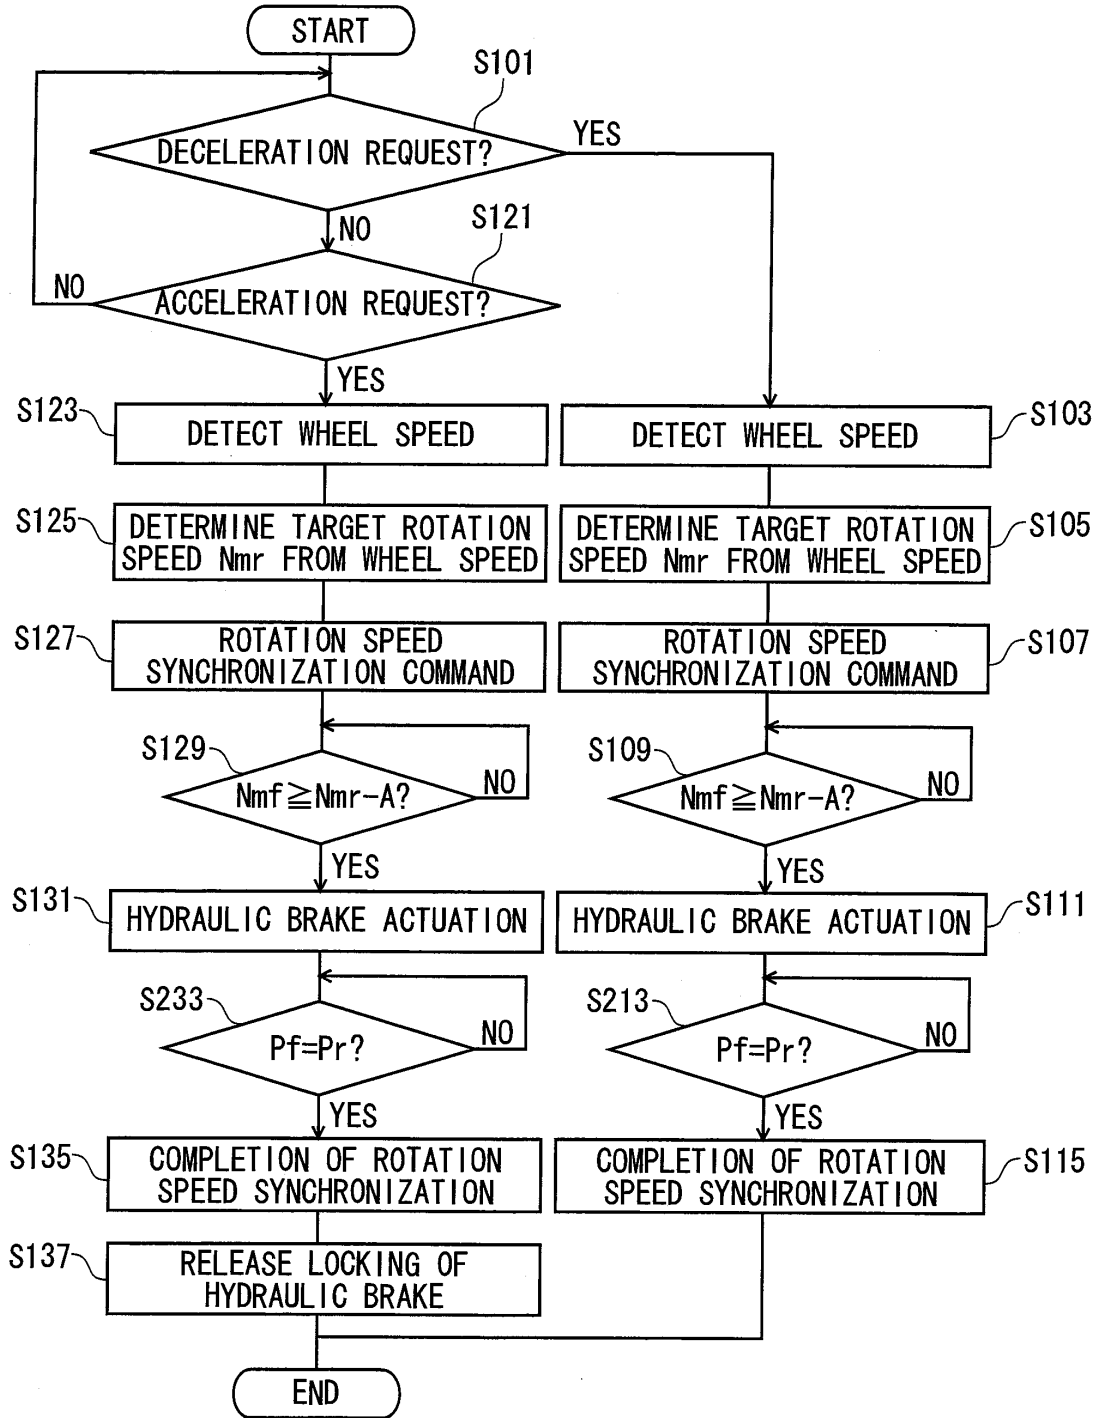 START
S101
DECELERATION REQUEST?
YES
NO
S121
ACCELERATION REQUEST?
NO
YES
S123
DETECT WHEEL SPEED
DETECT WHEEL SPEED
S103
S125
DETERMINE TARGET ROTATION
SPEED Nmr FROM WHEEL SPEED
DETERMINE TARGET ROTATION
SPEED Nmr FROM WHEEL SPEED
S105
S127
ROTATION SPEED
SYNCHRONIZATION COMMAND
ROTATION SPEED
SYNCHRONIZATION COMMAND
S107
S129
Nmf≧Nmr-A?
NO
YES
S109
Nmf≧Nmr-A?
NO
YES
S131
HYDRAULIC BRAKE ACTUATION
HYDRAULIC BRAKE ACTUATION
S111
S233
Pf=Pr?
NO
YES
S213
Pf=Pr?
NO
YES
S135
COMPLETION OF ROTATION
SPEED SYNCHRONIZATION
COMPLETION OF ROTATION
SPEED SYNCHRONIZATION
S115
S137
RELEASE LOCKING OF
HYDRAULIC BRAKE
END